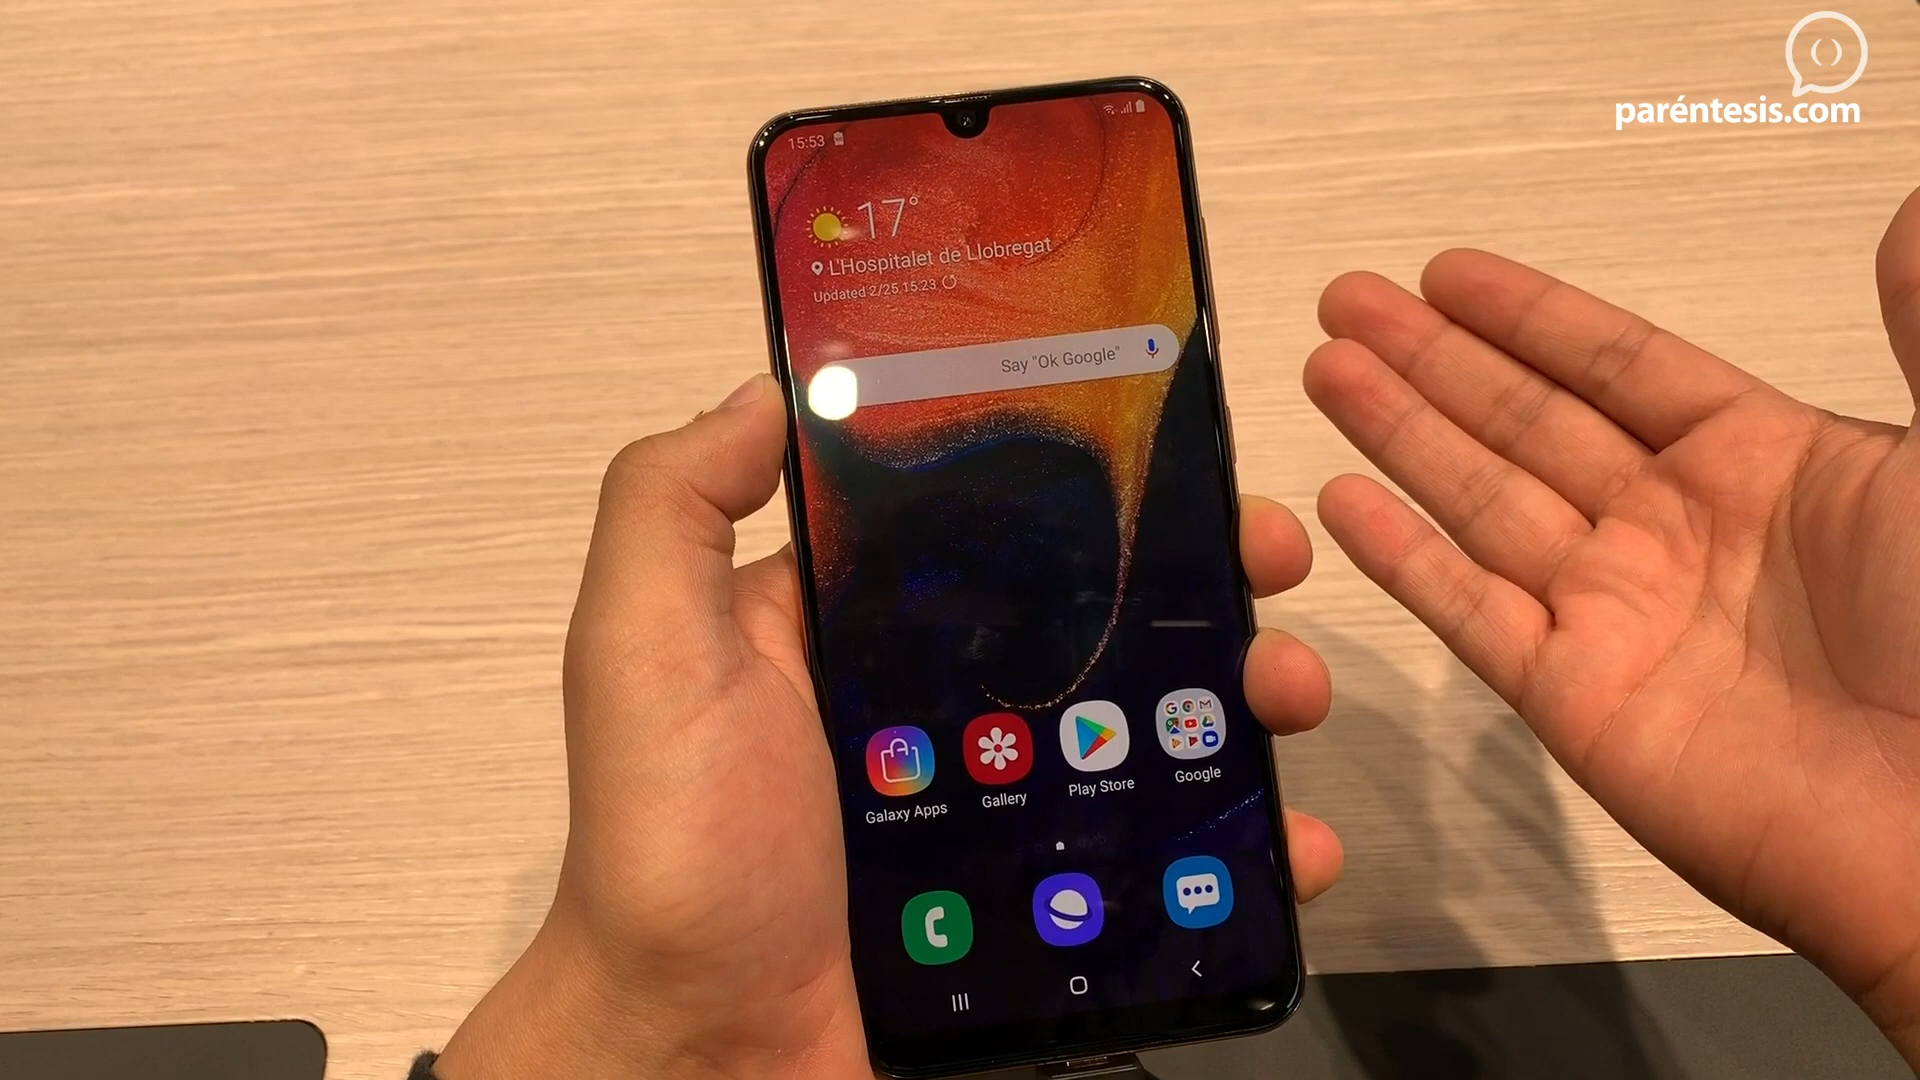 paréntesis.com
15:53
17°
L'Hospitalet de Llobregat
Updated 2/25 15:23
Say "Ok Google"
Galaxy Apps
Gallery
Play Store
Google